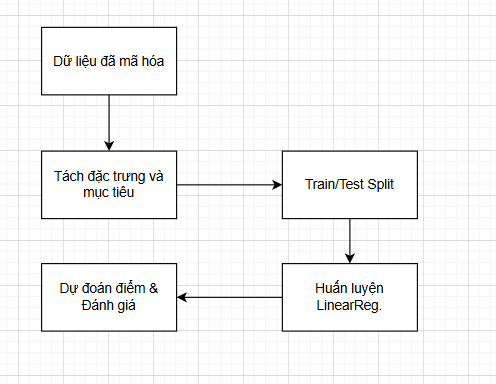 Dữ liệu đã mã hóa
Tách đặc trưng và
mục tiêu
Train/Test Split
Huấn luyện
LinearReg.
Dự đoán điểm &
Đánh giá